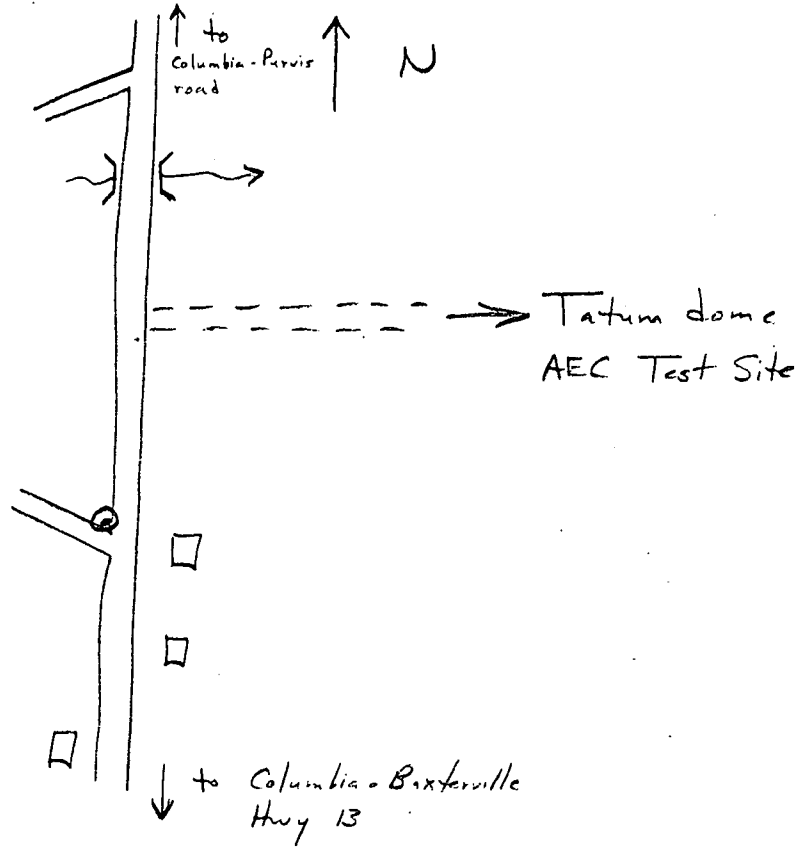 to
Columbia-Purvis
road
N
Tatum dome
AEC Test Site
to Columbia-Baxterville
Hwy 13